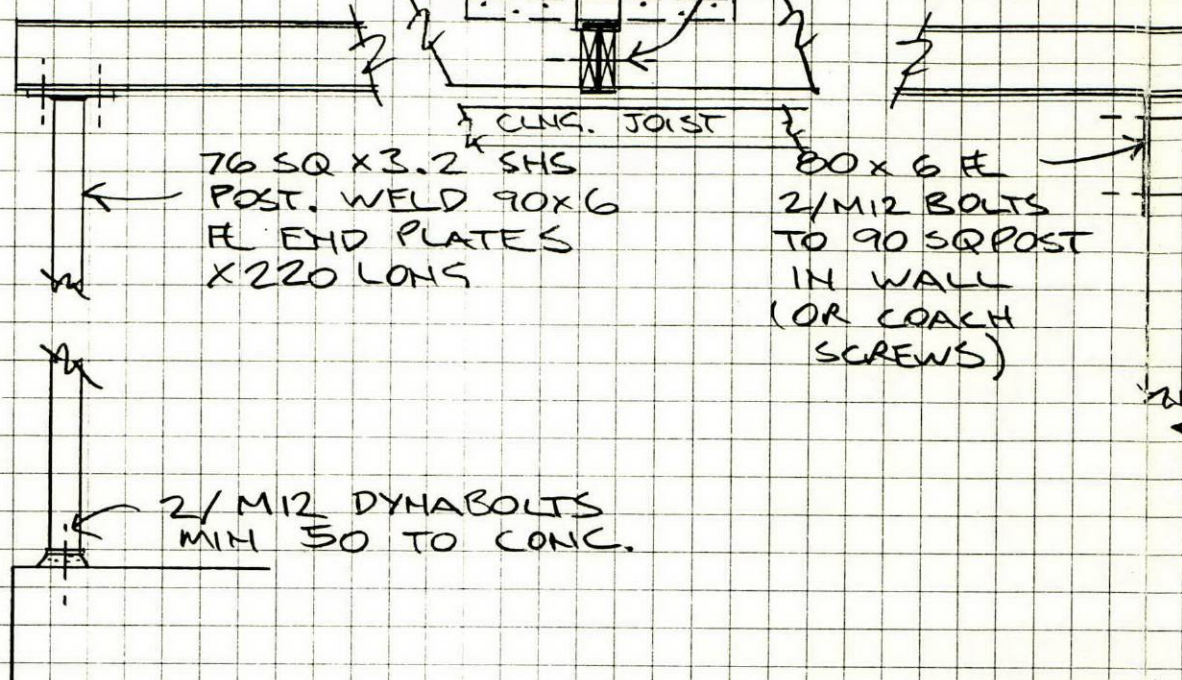 CLNG. JOIST
76 SQ X 3.2 SHS
POST. WELD 90X6
FL END PLATES
X220 LONG
80 x 6 FL
2/M12 BOLTS
TO 90 SQ POST
IN WALL
(OR COACH
SCREWS)
2/ M12 DYNABOLTS
MIN 50 TO CONC.